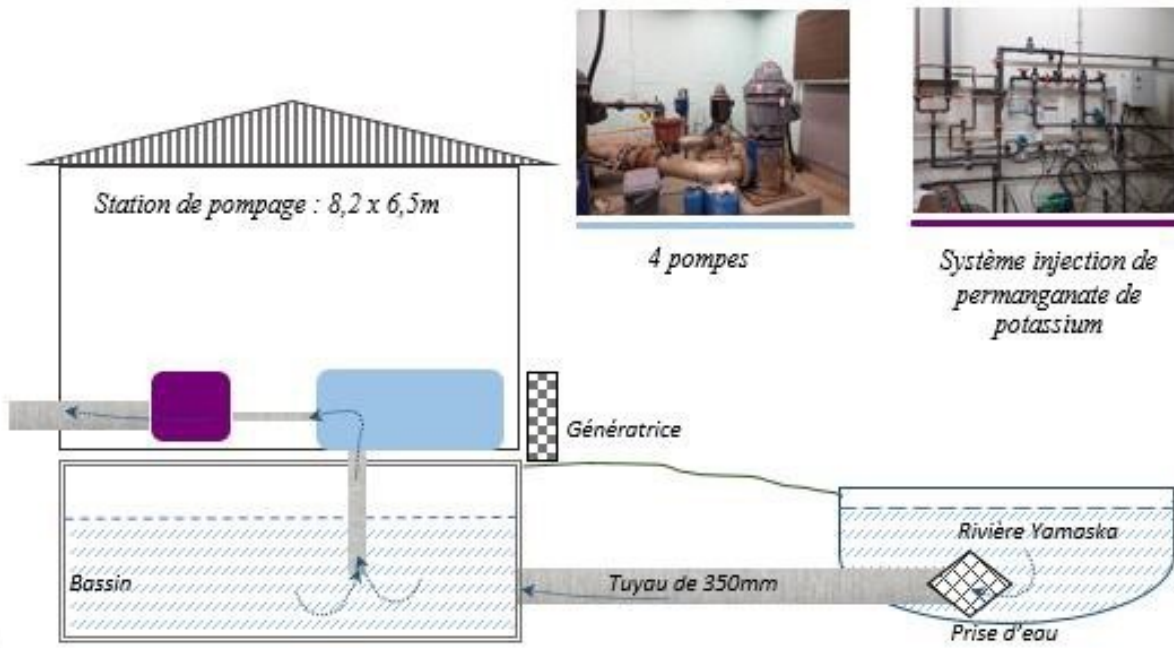 Station de pompage : 8,2 x 6,5m
4 pompes
Système injection de
permanganate de
potassium
Génératrice
Rivière Yamaska
Bassin
Tuyau de 350mm
Prise d'eau